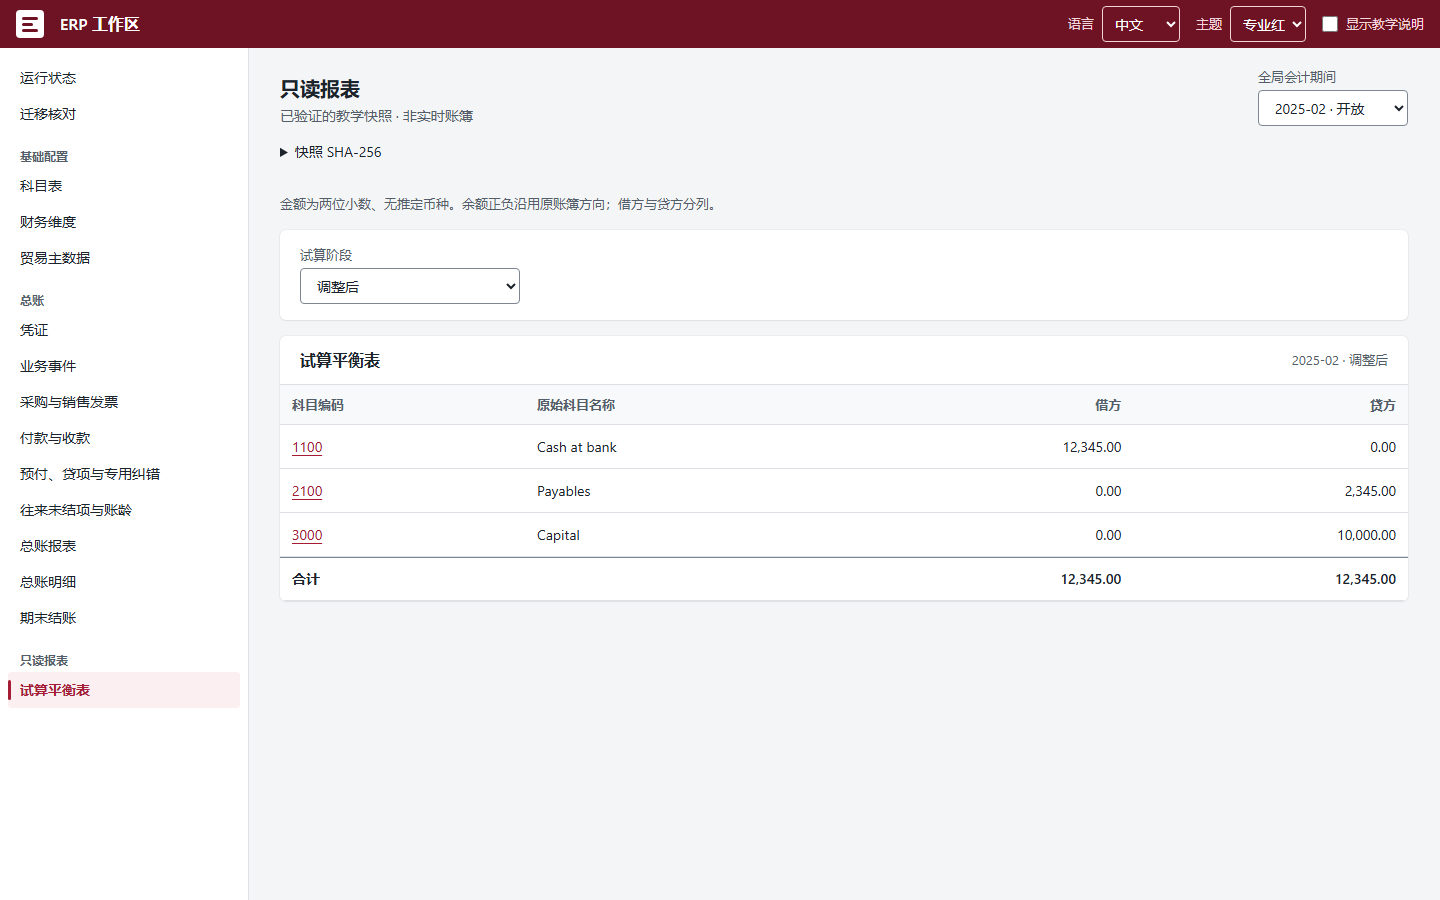 ERP 工作区
语言 中文 主题 专业红 显示教学说明
运行状态
迁移核对
基础配置
科目表
财务维度
贸易主数据
总账
凭证
业务事件
采购与销售发票
付款与收款
预付、贷项与专用纠错
往来未结项与账龄
总账报表
总账明细
期末结账
只读报表
试算平衡表
只读报表
已验证的教学快照 · 非实时账簿
全局会计期间
2025-02 · 开放
快照 SHA-256
金额为两位小数、无推定币种。余额正负沿用原账簿方向；借方与贷方分列。
试算阶段
调整后
试算平衡表 2025-02 · 调整后
科目编码 原始科目名称 借方 贷方
1100 Cash at bank 12,345.00 0.00
2100 Payables 0.00 2,345.00
3000 Capital 0.00 10,000.00
合计 12,345.00 12,345.00